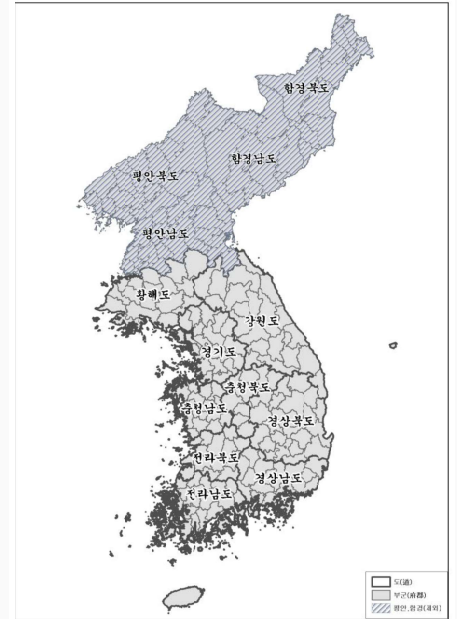 함경북도
함경남도
평안북도
평안남도
황해도
강원도
경기도
충청북도
충청남도
경상북도
전라북도
경상남도
전라남도
도(道)
부군(府郡)
평안,함경(제외)